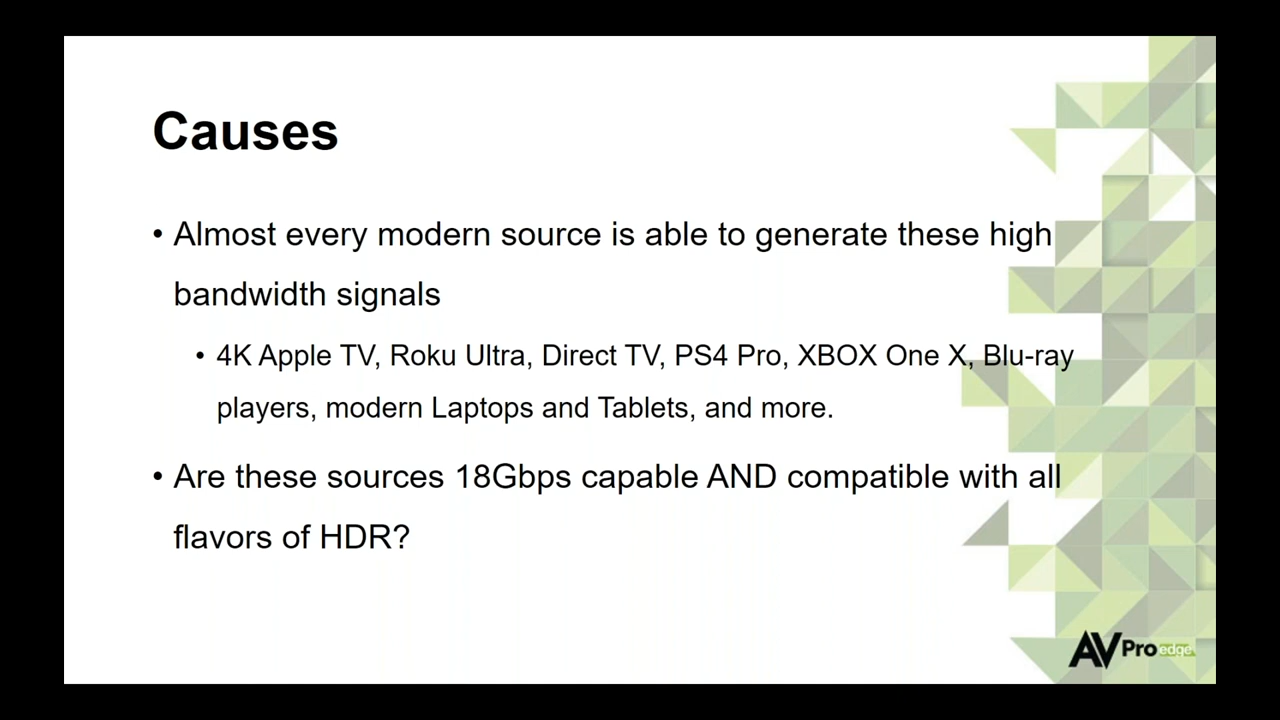 Causes
• Almost every modern source is able to generate these high
bandwidth signals
• 4K Apple TV, Roku Ultra, Direct TV, PS4 Pro, XBOX One X, Blu-ray
players, modern Laptops and Tablets, and more.
• Are these sources 18Gbps capable AND compatible with all
flavors of HDR?
AVPro edge